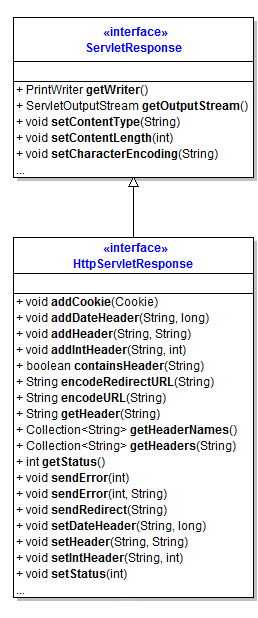 «interface»
ServletResponse
+ PrintWriter getWriter()
+ ServletOutputStream getOutputStream()
+ void setContentType(String)
+ void setContentLength(int)
+ void setCharacterEncoding(String)
...
«interface»
HttpServletResponse
+ void addCookie(Cookie)
+ void addDateHeader(String, long)
+ void addHeader(String, String)
+ void addIntHeader(String, int)
+ boolean containsHeader(String)
+ String encodeRedirectURL(String)
+ String encodeURL(String)
+ String getHeader(String)
+ Collection<String> getHeaderNames()
+ Collection<String> getHeaders(String)
+ int getStatus()
+ void sendError(int)
+ void sendError(int, String)
+ void sendRedirect(String)
+ void setDateHeader(String, long)
+ void setHeader(String, String)
+ void setIntHeader(String, int)
+ void setStatus(int)
...